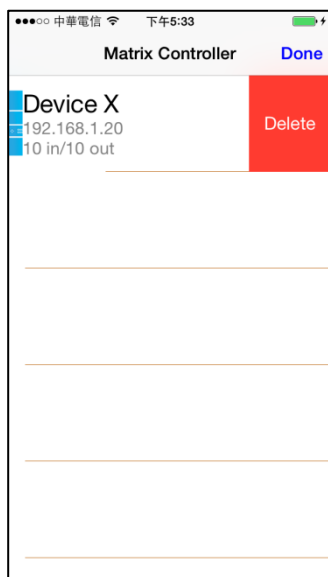 中華電信 下午5:33
Matrix Controller Done
Device X
192.168.1.20
10 in/10 out
Delete